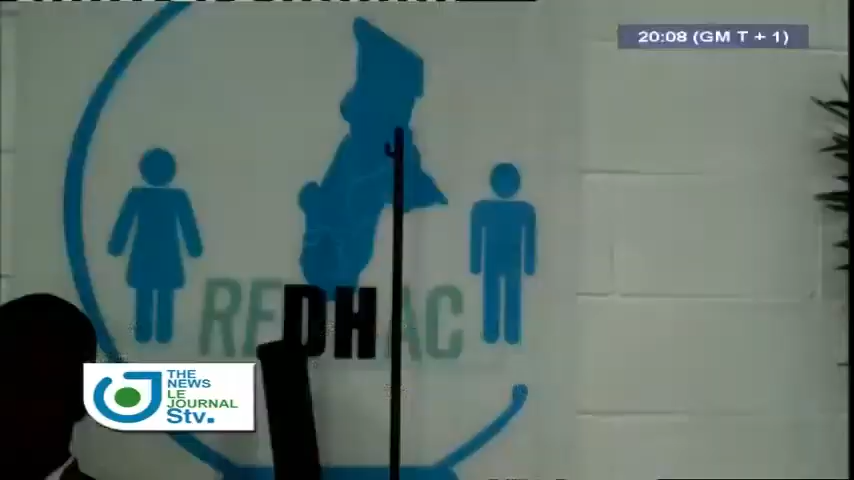 20:08 (GM T + 1)
REDHAC
THE
NEWS
LE
JOURNAL
Stv.